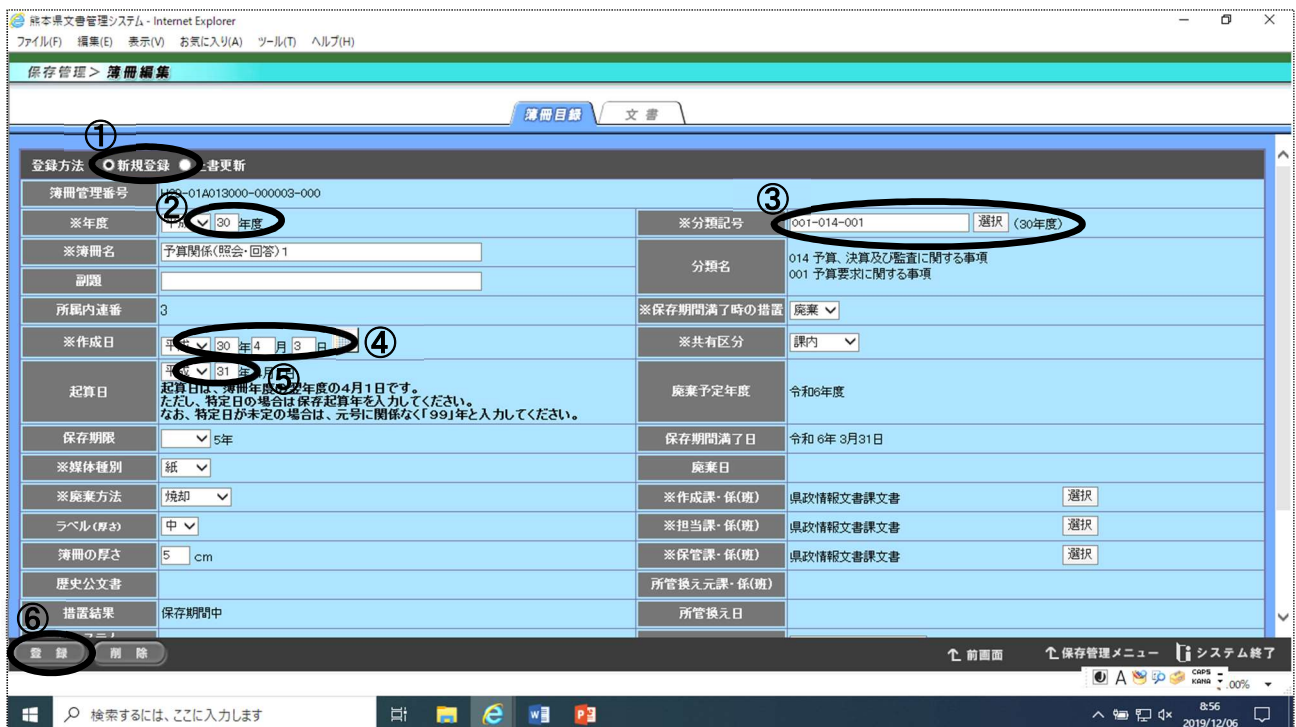 熊本県文書管理システム - Internet Explorer
ファイル(F) 編集(E) 表示(V) お気に入り(A) ツール(T) ヘルプ(H)
保存管理> 簿冊編集
簿冊目録 文書
①
登録方法 新規登録 書更新
簿冊管理番号 -01A013000-000003-000
② ③
※年度 平成 30 年度 ※分類記号 001-014-001 選択 (30年度)
※簿冊名 予算関係(照会・回答)1 分類名 014 予算、決算及び監査に関する事項
001 予算要求に関する事項
副題
所属内連番 3 ※保存期間満了時の措置 廃棄
※作成日 平成 30 年 4 月 3 日 ④ ※共有区分 課内
起算日 平成 31 年 月 ⑤
起算日は、簿冊年度の翌年度の4月1日です。
ただし、特定日の場合は保存起算年を入力してください。
なお、特定日が未定の場合は、元号に関係なく「99」年と入力してください。
廃棄予定年度 令和6年度
保存期限 5年 保存期間満了日 令和 6年 3月31日
※媒体種別 紙 廃棄日
※廃棄方法 焼却 ※作成課・係(班) 県政情報文書課文書 選択
ラベル(厚さ) 中 ※担当課・係(班) 県政情報文書課文書 選択
簿冊の厚さ 5 cm ※保管課・係(班) 県政情報文書課文書 選択
歴史公文書 所管換え元課・係(班)
⑥ 措置結果 保存期間中 所管換え日
登録 削除 前画面 保存管理メニュー システム終了
A CAPS
KANA .00%
検索するには、ここに入力します 8:56
2019/12/06